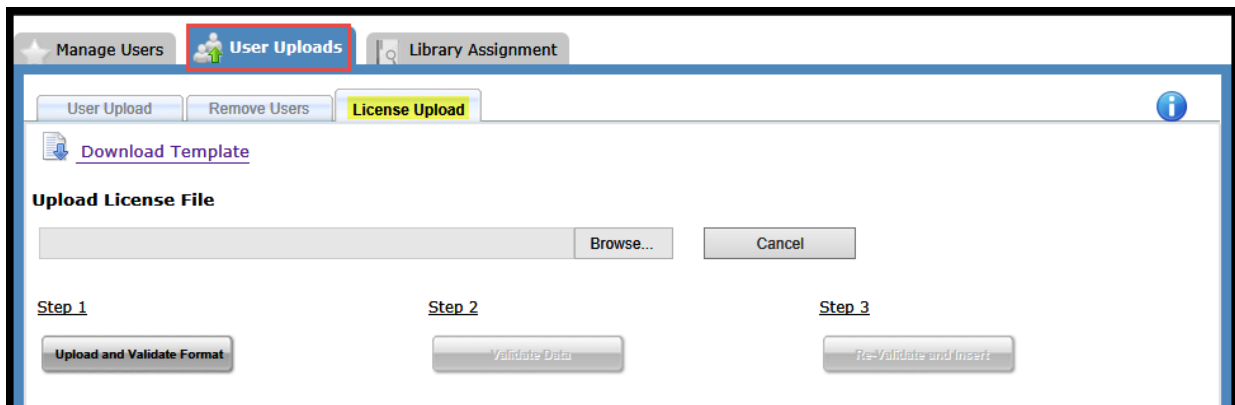 Manage Users User Uploads Library Assignment
User Upload Remove Users License Upload
Download Template
Upload License File
Browse... Cancel
Step 1 Step 2 Step 3
Upload and Validate Format Validate Data Re-Validate and Insert